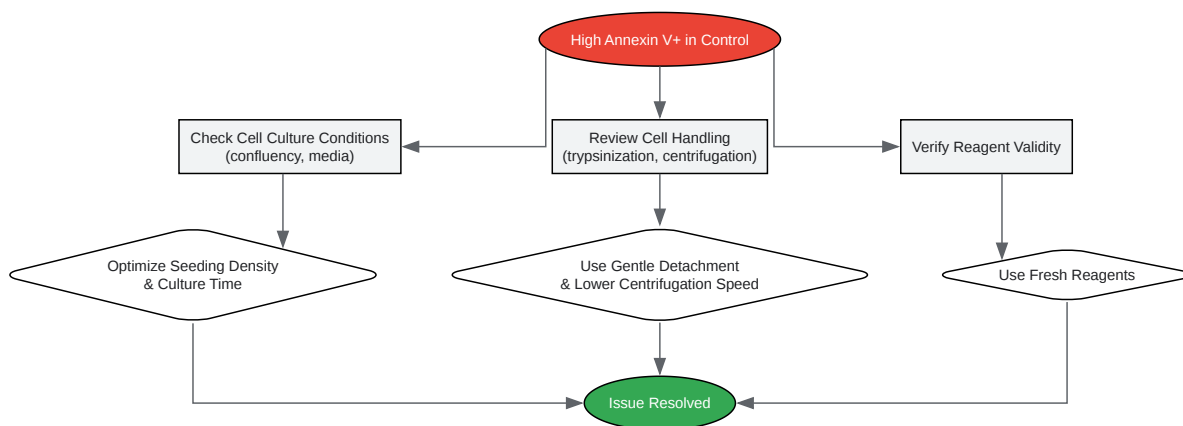 High Annexin V+ in Control
Check Cell Culture Conditions
(confluency, media)
Review Cell Handling
(trypsinization, centrifugation)
Verify Reagent Validity
Optimize Seeding Density
& Culture Time
Use Gentle Detachment
& Lower Centrifugation Speed
Use Fresh Reagents
Issue Resolved